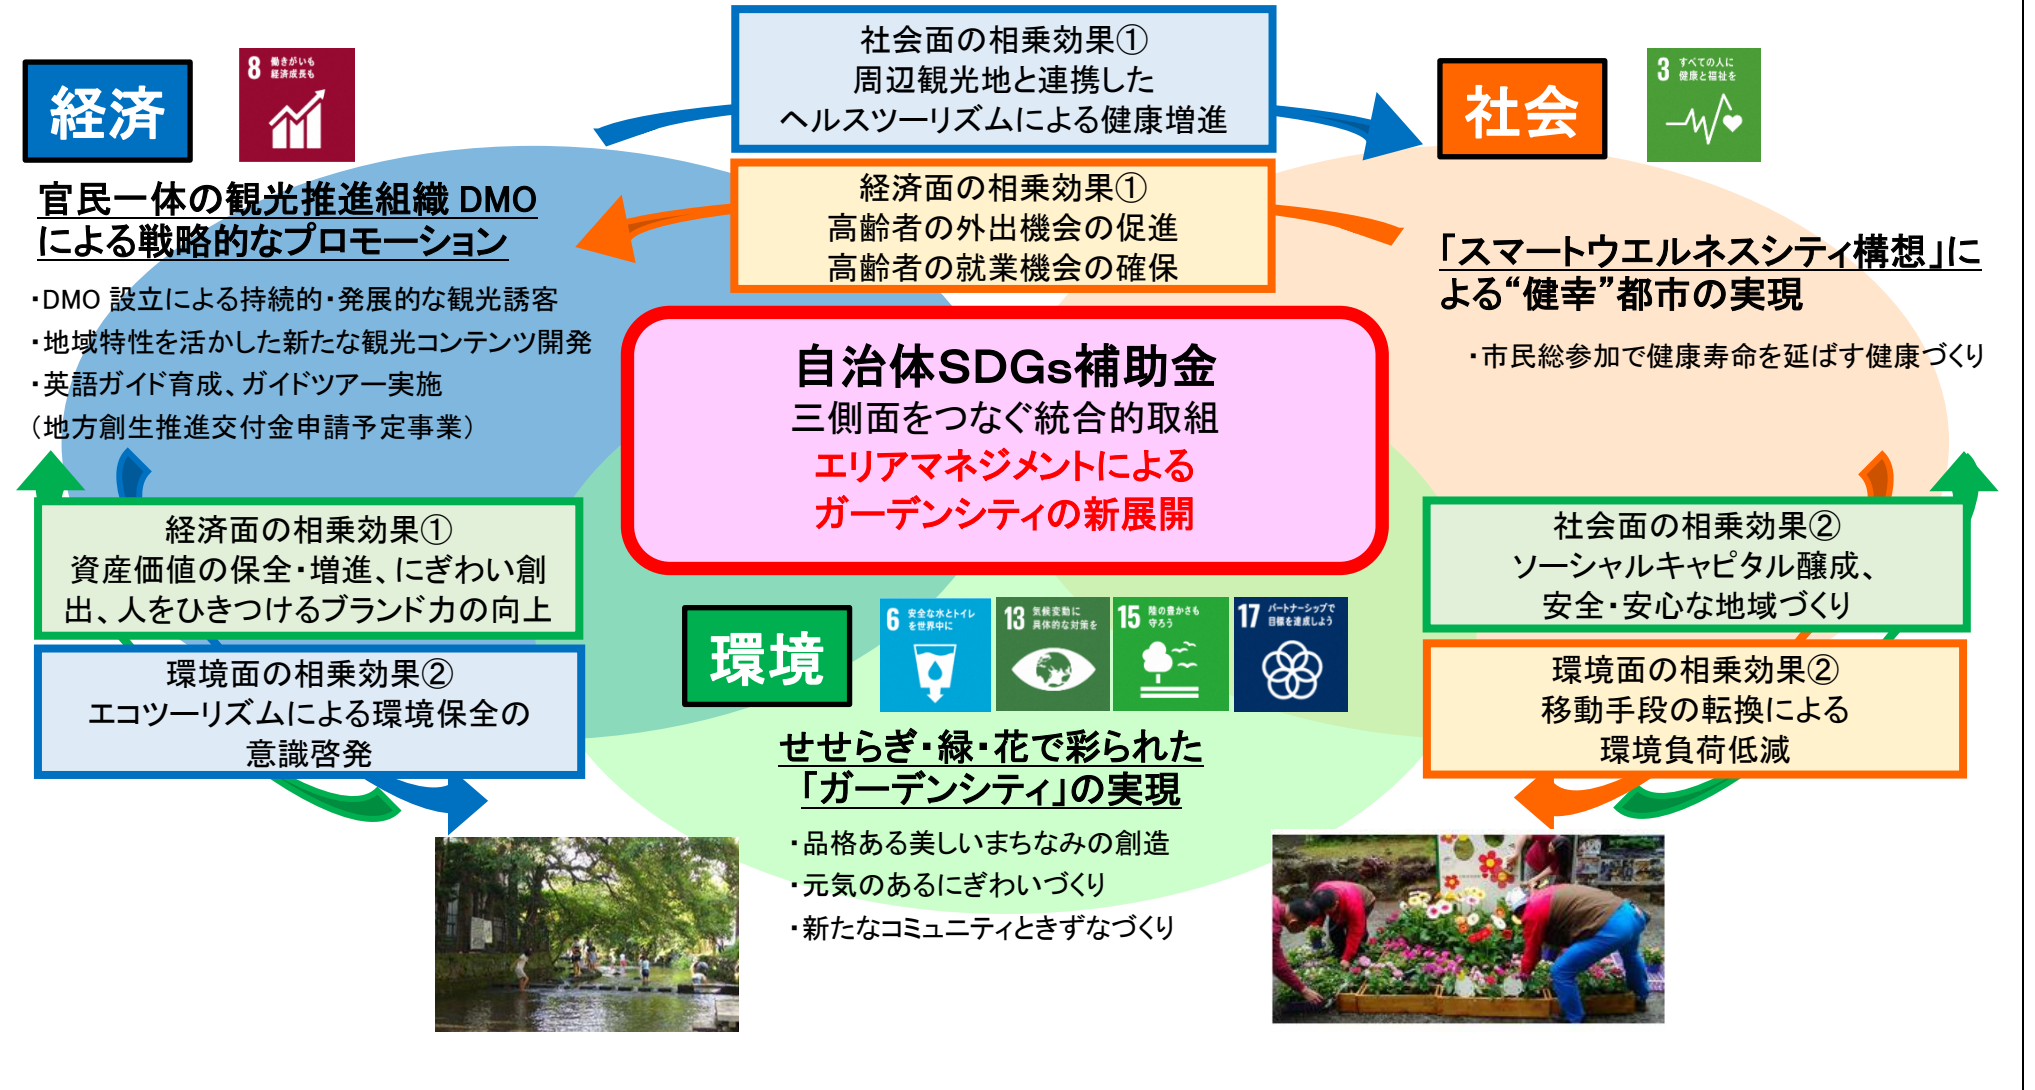 社会面の相乗効果①
周辺観光地と連携した
ヘルスツーリズムによる健康増進
経済
8 働きがいも
経済成長も
社会
3 すべての人に
健康と福祉を
経済面の相乗効果①
高齢者の外出機会の促進
高齢者の就業機会の確保
官民一体の観光推進組織 DMO
による戦略的なプロモーション
・DMO 設立による持続的・発展的な観光誘客
・地域特性を活かした新たな観光コンテンツ開発
・英語ガイド育成、ガイドツアー実施
（地方創生推進交付金申請予定事業）
「スマートウエルネスシティ構想」に
よる“健幸”都市の実現
・市民総参加で健康寿命を延ばす健康づくり
自治体SDGs補助金
三側面をつなぐ統合的取組
エリアマネジメントによる
ガーデンシティの新展開
経済面の相乗効果①
資産価値の保全・増進、にぎわい創
出、人をひきつけるブランド力の向上
環境面の相乗効果②
エコツーリズムによる環境保全の
意識啓発
社会面の相乗効果②
ソーシャルキャピタル醸成、
安全・安心な地域づくり
環境面の相乗効果②
移動手段の転換による
環境負荷低減
環境
6 安全な水とトイレ
を世界中に
13 気候変動に
具体的な対策を
15 陸の豊かさも
守ろう
17 パートナーシップで
目標を達成しよう
せせらぎ・緑・花で彩られた
「ガーデンシティ」の実現
・品格ある美しいまちなみの創造
・元気のあるにぎわいづくり
・新たなコミュニティときずなづくり